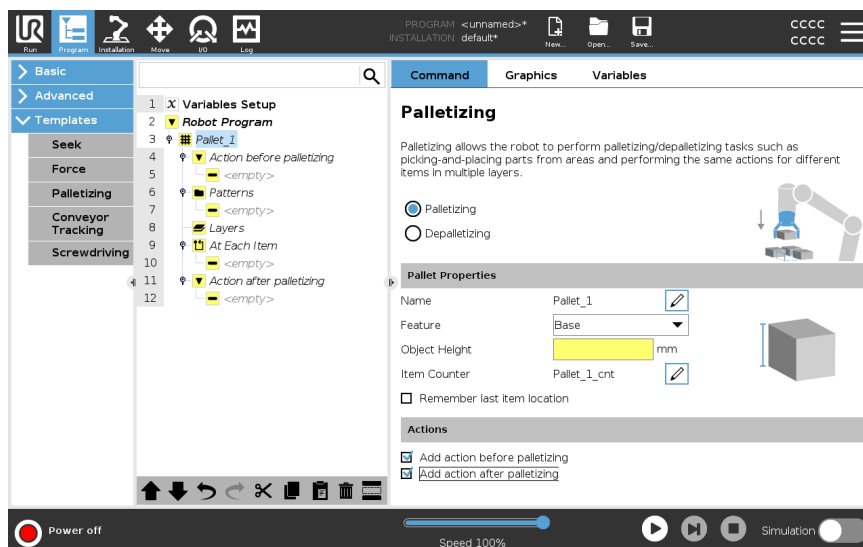 UR
Run
Program
Installation
Move
I/O
Log
PROGRAM <unnamed>*
INSTALLATION default*
New...
Open...
Save...
CCCC
CCCC
Basic
Advanced
Templates
Seek
Force
Palletizing
Conveyor
Tracking
Screwdriving
1 X Variables Setup
2 Robot Program
3 Pallet_1
4 Action before palletizing
5 <empty>
6 Patterns
7 <empty>
8 Layers
9 At Each Item
10 <empty>
11 Action after palletizing
12 <empty>
Command Graphics Variables
Palletizing
Palletizing allows the robot to perform palletizing/depalletizing tasks such as
picking-and-placing parts from areas and performing the same actions for different
items in multiple layers.
Palletizing
Depalletizing
Pallet Properties
Name Pallet_1
Feature Base
Object Height mm
Item Counter Pallet_1_cnt
Remember last item location
Actions
Add action before palletizing
Add action after palletizing
Power off
Speed 100%
Simulation